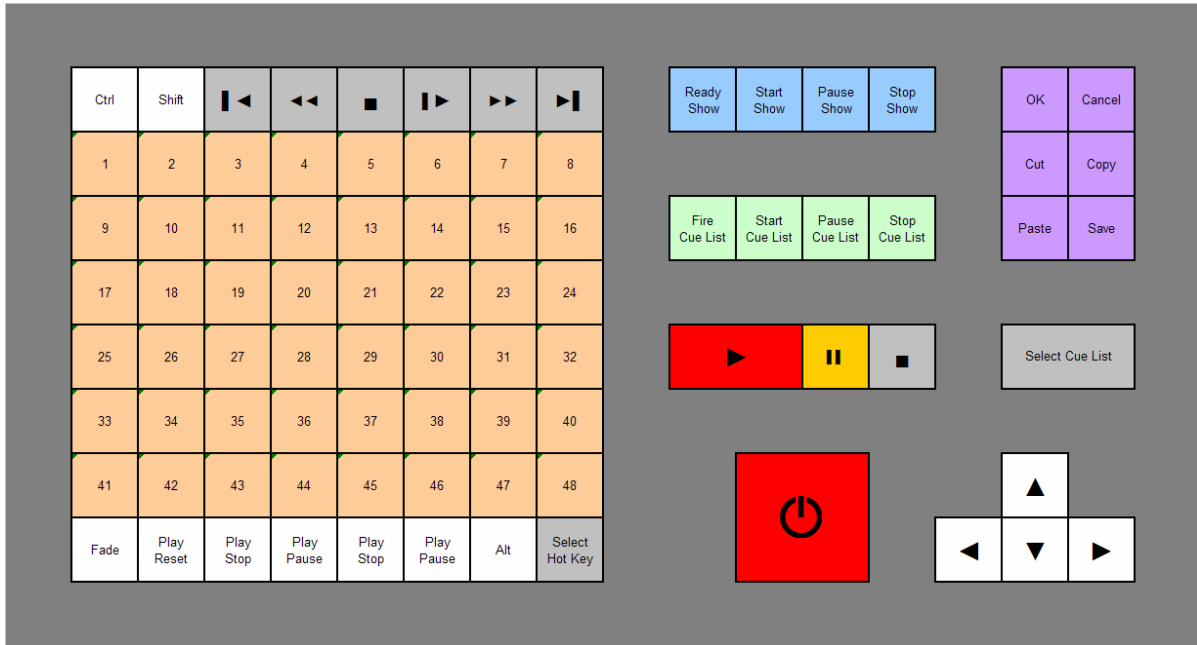 Ctrl Shift
Ready Show Start Show Pause Show Stop Show
OK Cancel
1 2 3 4 5 6 7 8
Cut Copy
9 10 11 12 13 14 15 16
Fire Cue List Start Cue List Pause Cue List Stop Cue List
Paste Save
17 18 19 20 21 22 23 24
25 26 27 28 29 30 31 32
Select Cue List
33 34 35 36 37 38 39 40
41 42 43 44 45 46 47 48
Fade Play Reset Play Stop Play Pause Play Stop Play Pause Alt Select Hot Key